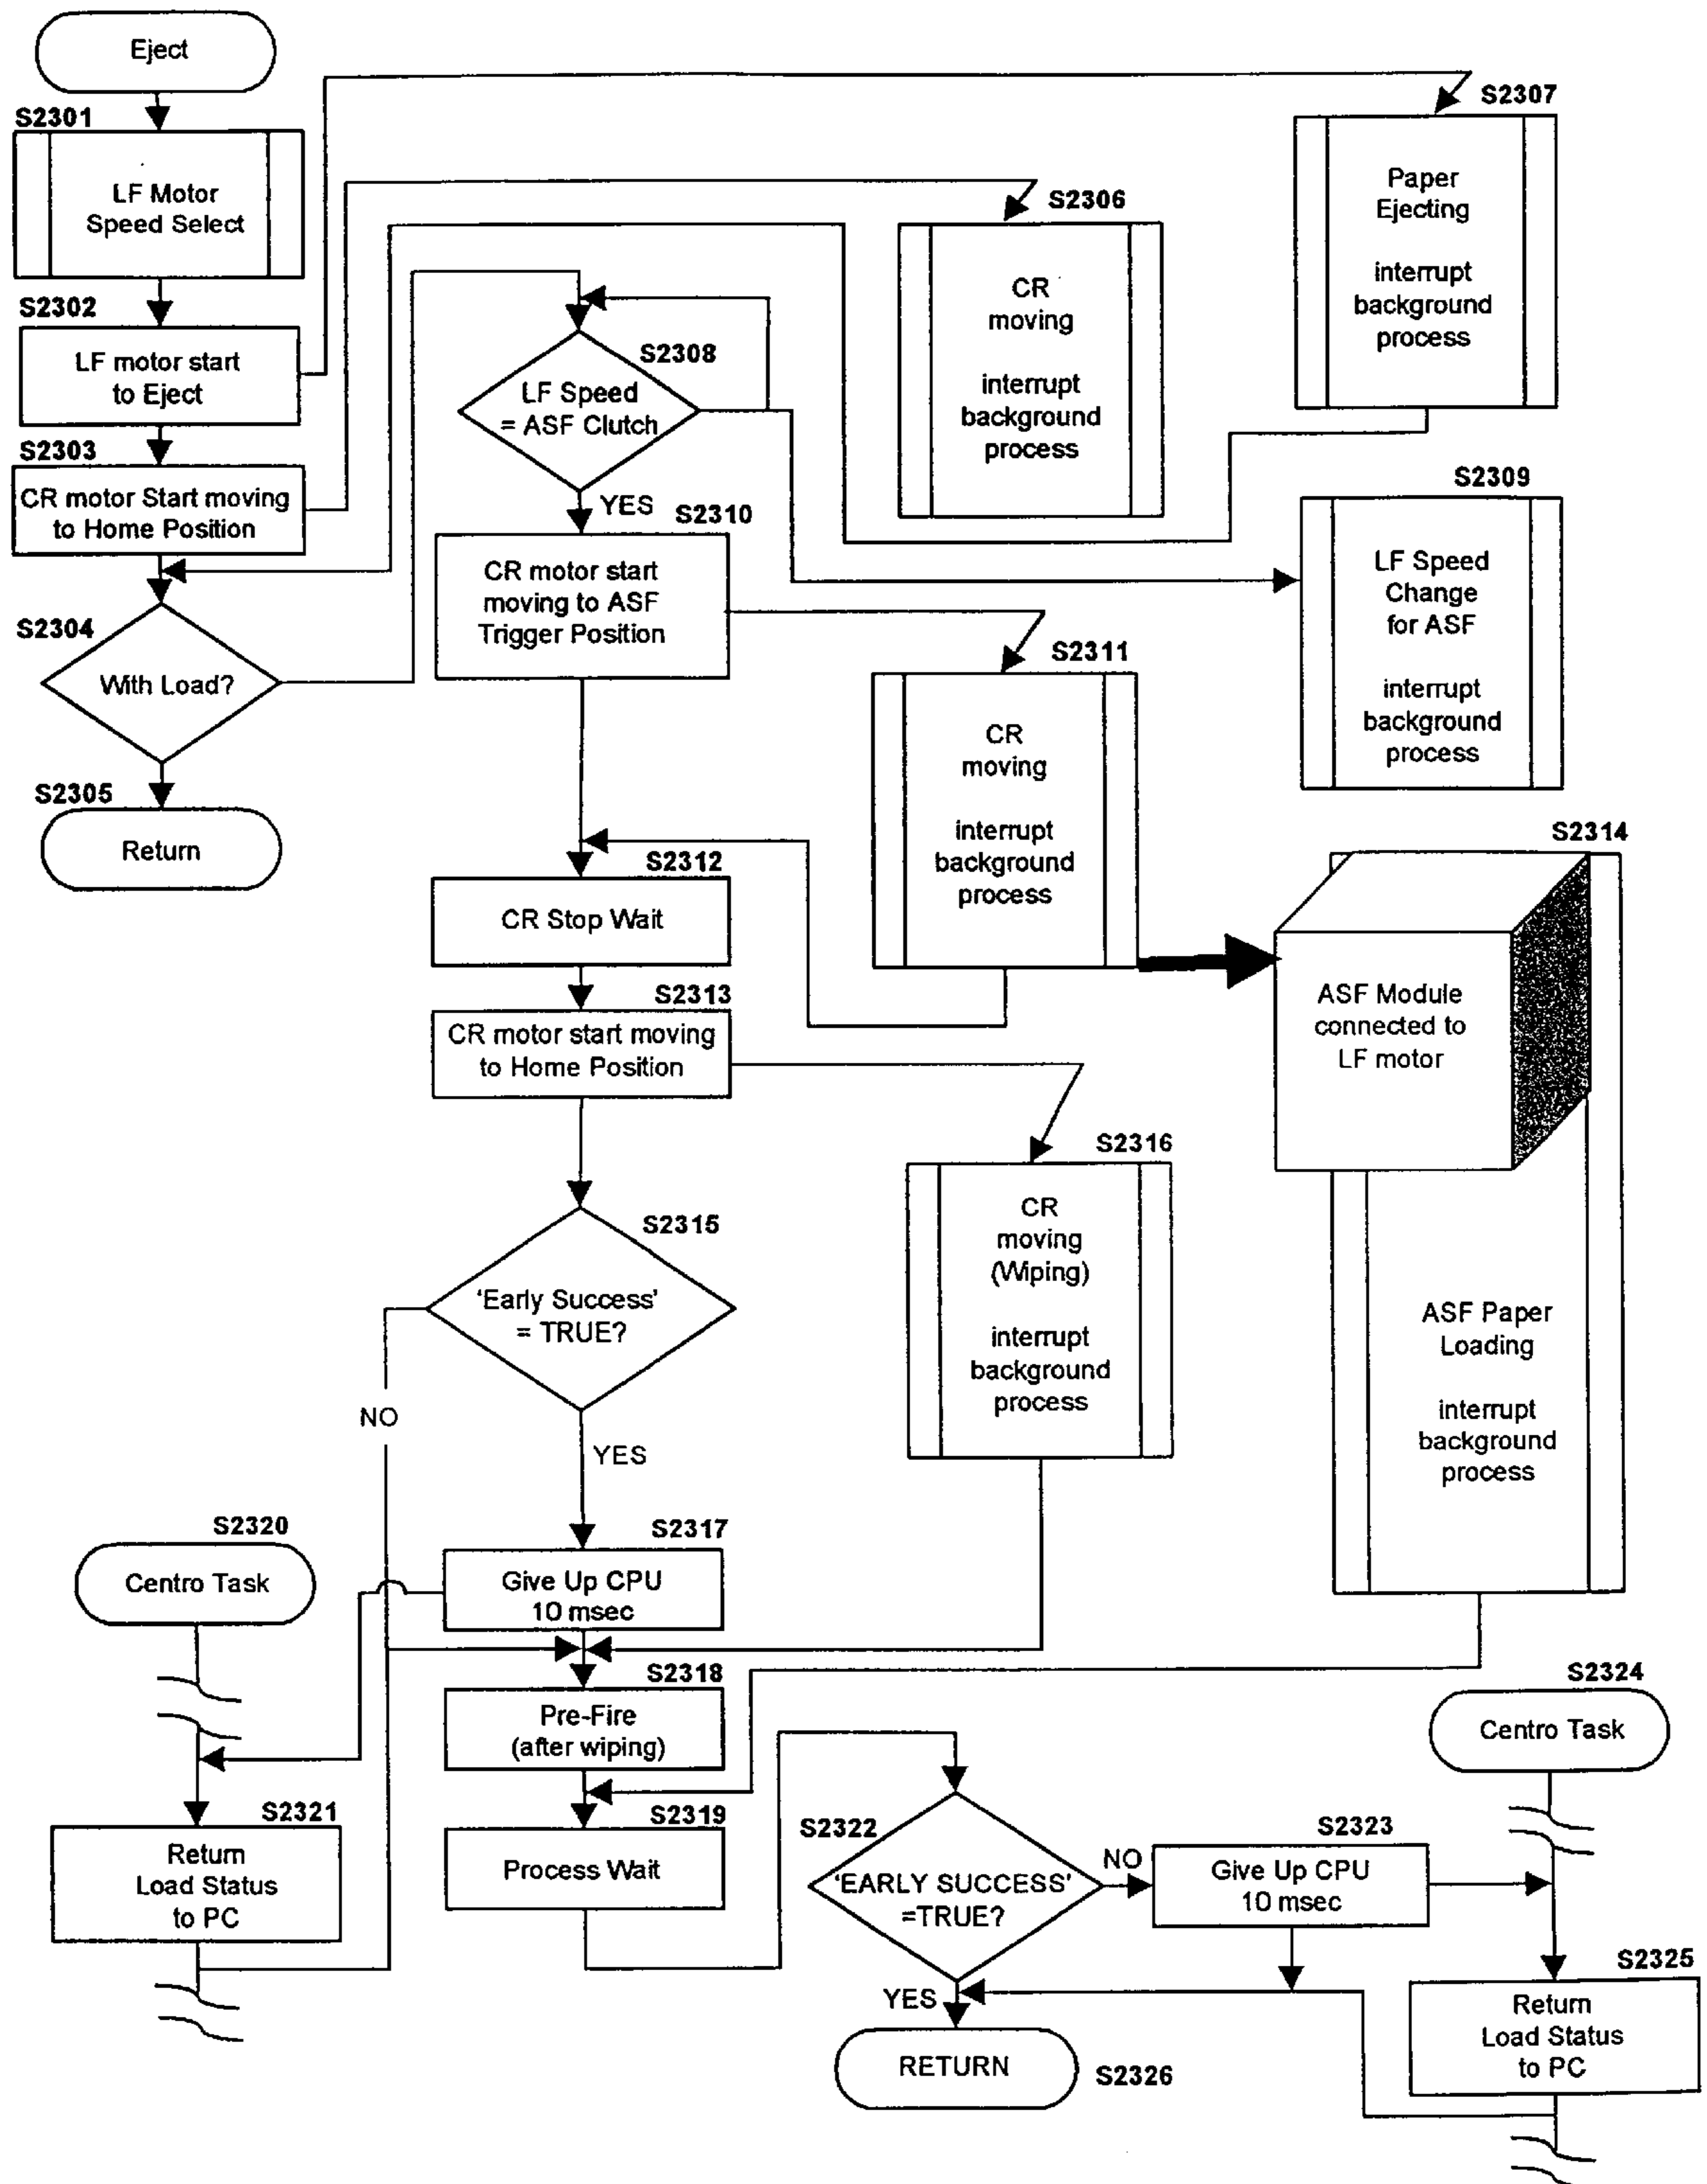 Eject
S2301
LF Motor
Speed Select
S2302
LF motor start
to Eject
S2303
CR motor Start moving
to Home Position
S2304
With Load?
S2305
Return
S2306
CR
moving
interrupt
background
process
S2307
Paper
Ejecting
interrupt
background
process
S2308
LF Speed
= ASF Clutch
YES
S2309
LF Speed
Change
for ASF
interrupt
background
process
S2310
CR motor start
moving to ASF
Trigger Position
S2311
CR
moving
interrupt
background
process
S2312
CR Stop Wait
S2313
CR motor start moving
to Home Position
S2314
ASF Module
connected to
LF motor
ASF Paper
Loading
interrupt
background
process
S2315
'Early Success'
= TRUE?
NO
YES
S2316
CR
moving
(Wiping)
interrupt
background
process
S2317
Give Up CPU
10 msec
S2318
Pre-Fire
(after wiping)
S2319
Process Wait
S2320
Centro Task
S2321
Return
Load Status
to PC
S2322
'EARLY SUCCESS'
=TRUE?
NO
YES
S2323
Give Up CPU
10 msec
S2324
Centro Task
S2325
Return
Load Status
to PC
RETURN
S2326